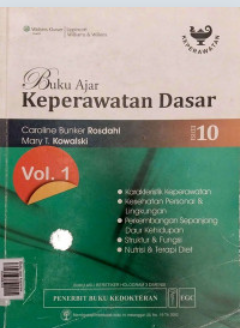 Wolters Kluwer
Lippincott
Williams & Wilkins
KEPERAWATAN
Buku Ajar
Keperawatan Dasar
Caroline Bunker Rosdahl
Mary T. Kowalski
EDISI 10
Vol. 1
Karakteristik Keperawatan
Kesehatan Personal &
Lingkungan
Perkembangan Sepanjang
Daur Kehidupan
Struktur & Fungsi
Nutrisi & Terapi Diet
PENERBIT BUKU KEDOKTERAN EGC